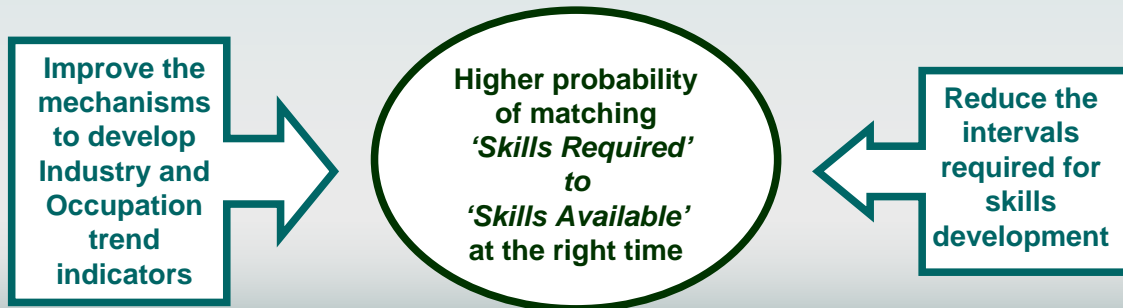 Improve the
mechanisms
to develop
Industry and
Occupation
trend
indicators
Higher probability
of matching
‘Skills Required’
to
‘Skills Available’
at the right time
Reduce the
intervals
required for
skills
development